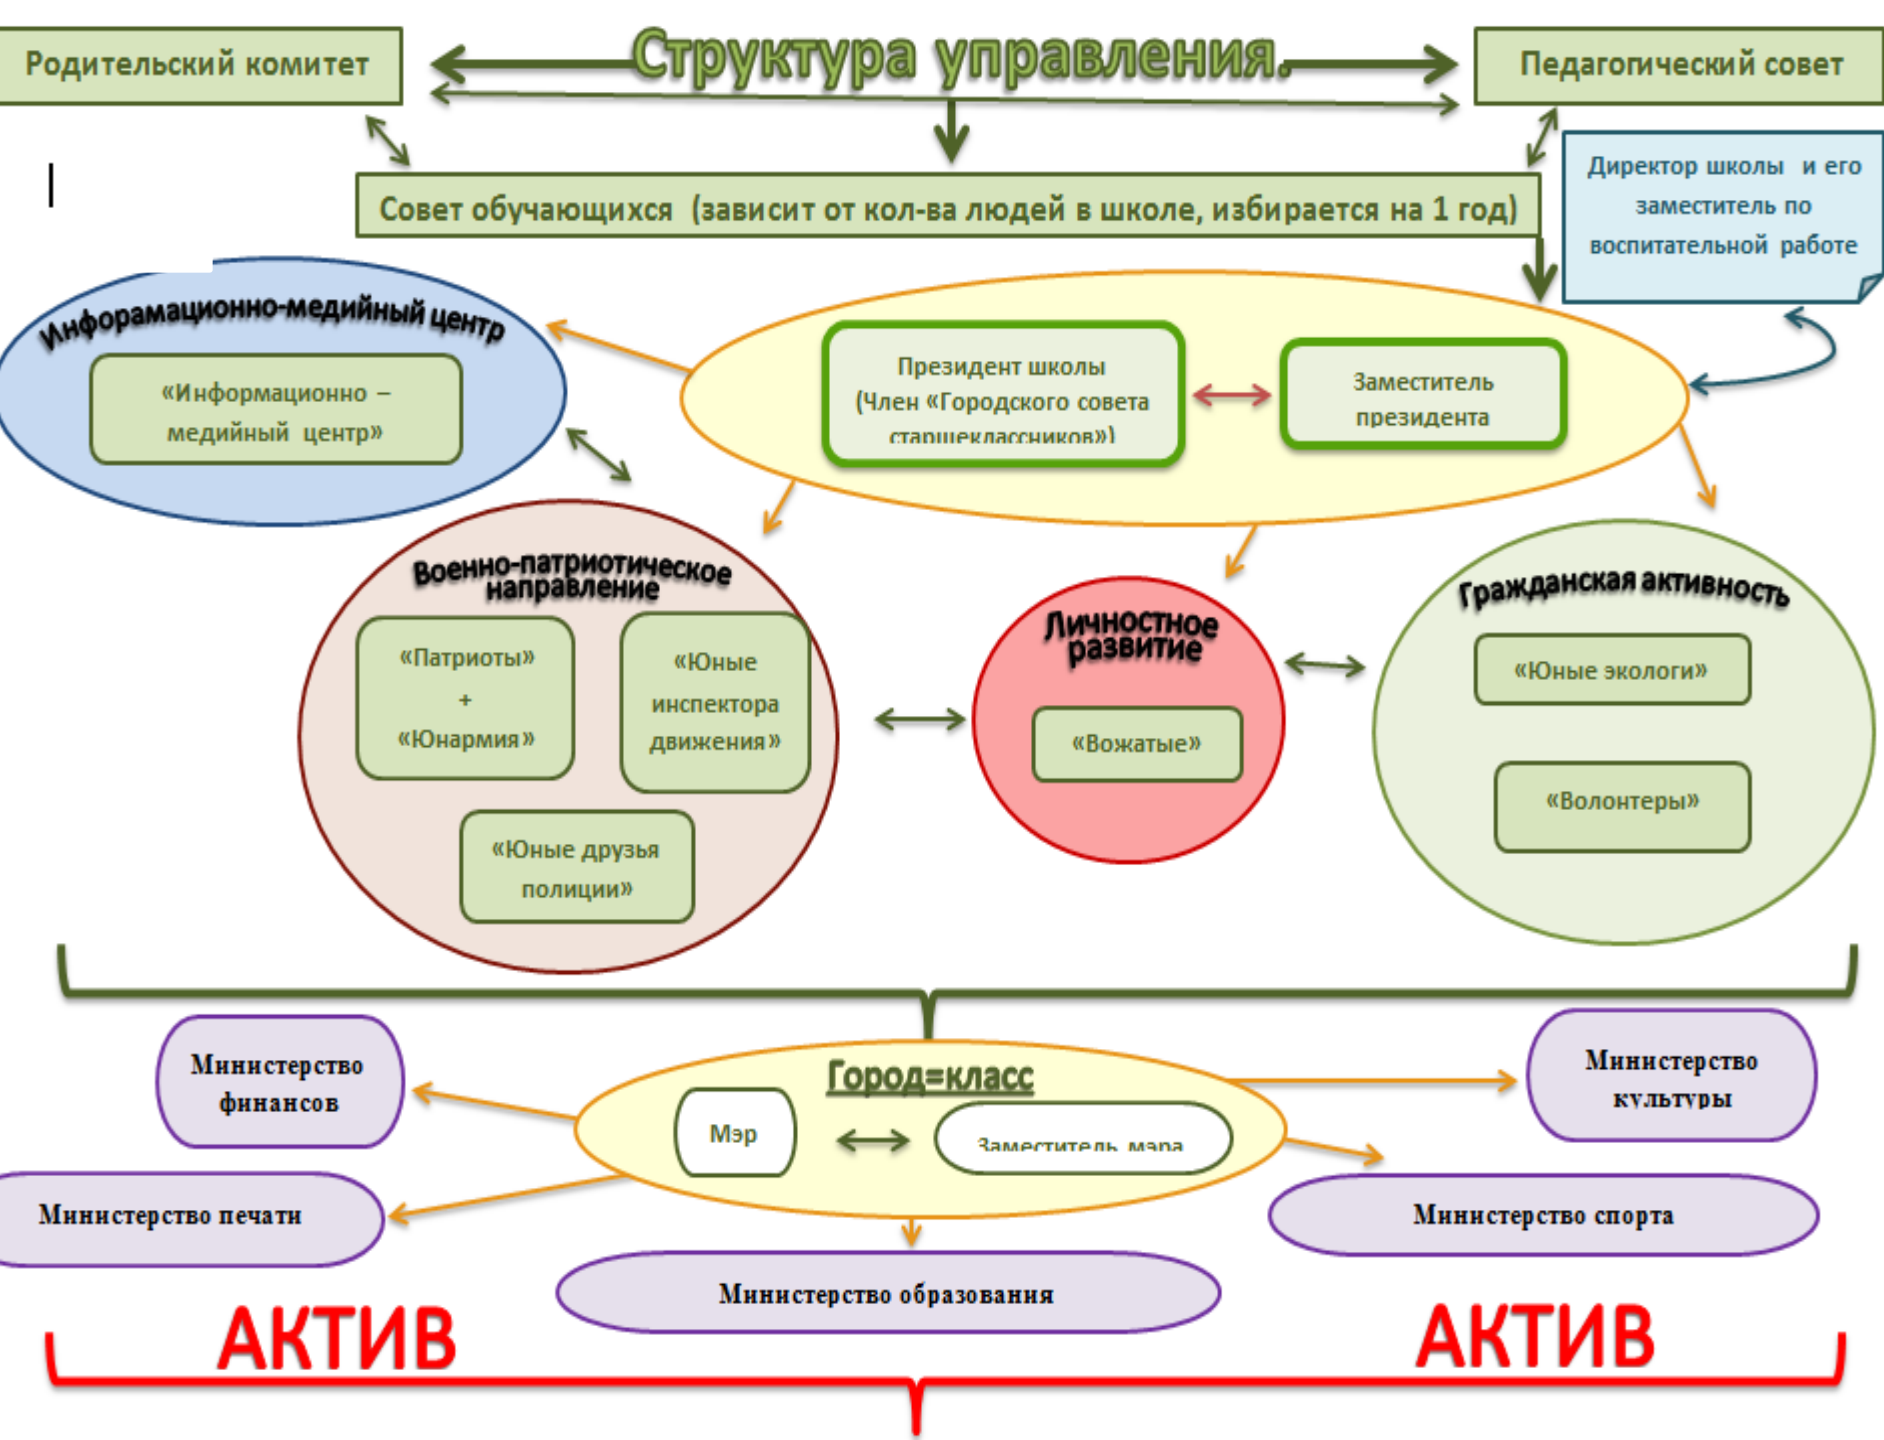 Структура управления.
Родительский комитет
Педагогический совет
Директор школы и его
заместитель по
воспитательной работе
Совет обучающихся (зависит от кол-ва людей в школе, избирается на 1 год)
Инфорамационно-медийный центр
«Информационно –
медийный центр»
Президент школы
(Член «Городского совета
старшеклассников»)
Заместитель
президента
Военно-патриотическое
направление
«Патриоты»
+
«Юнармия»
«Юные
инспектора
движения»
«Юные друзья
полиции»
Личностное
развитие
«Вожатые»
Гражданская активность
«Юные экологи»
«Волонтеры»
Город=класс
Мэр
Заместитель мэра
Министерство
финансов
Министерство
культуры
Министерство печати
Министерство спорта
Министерство образования
АКТИВ
АКТИВ